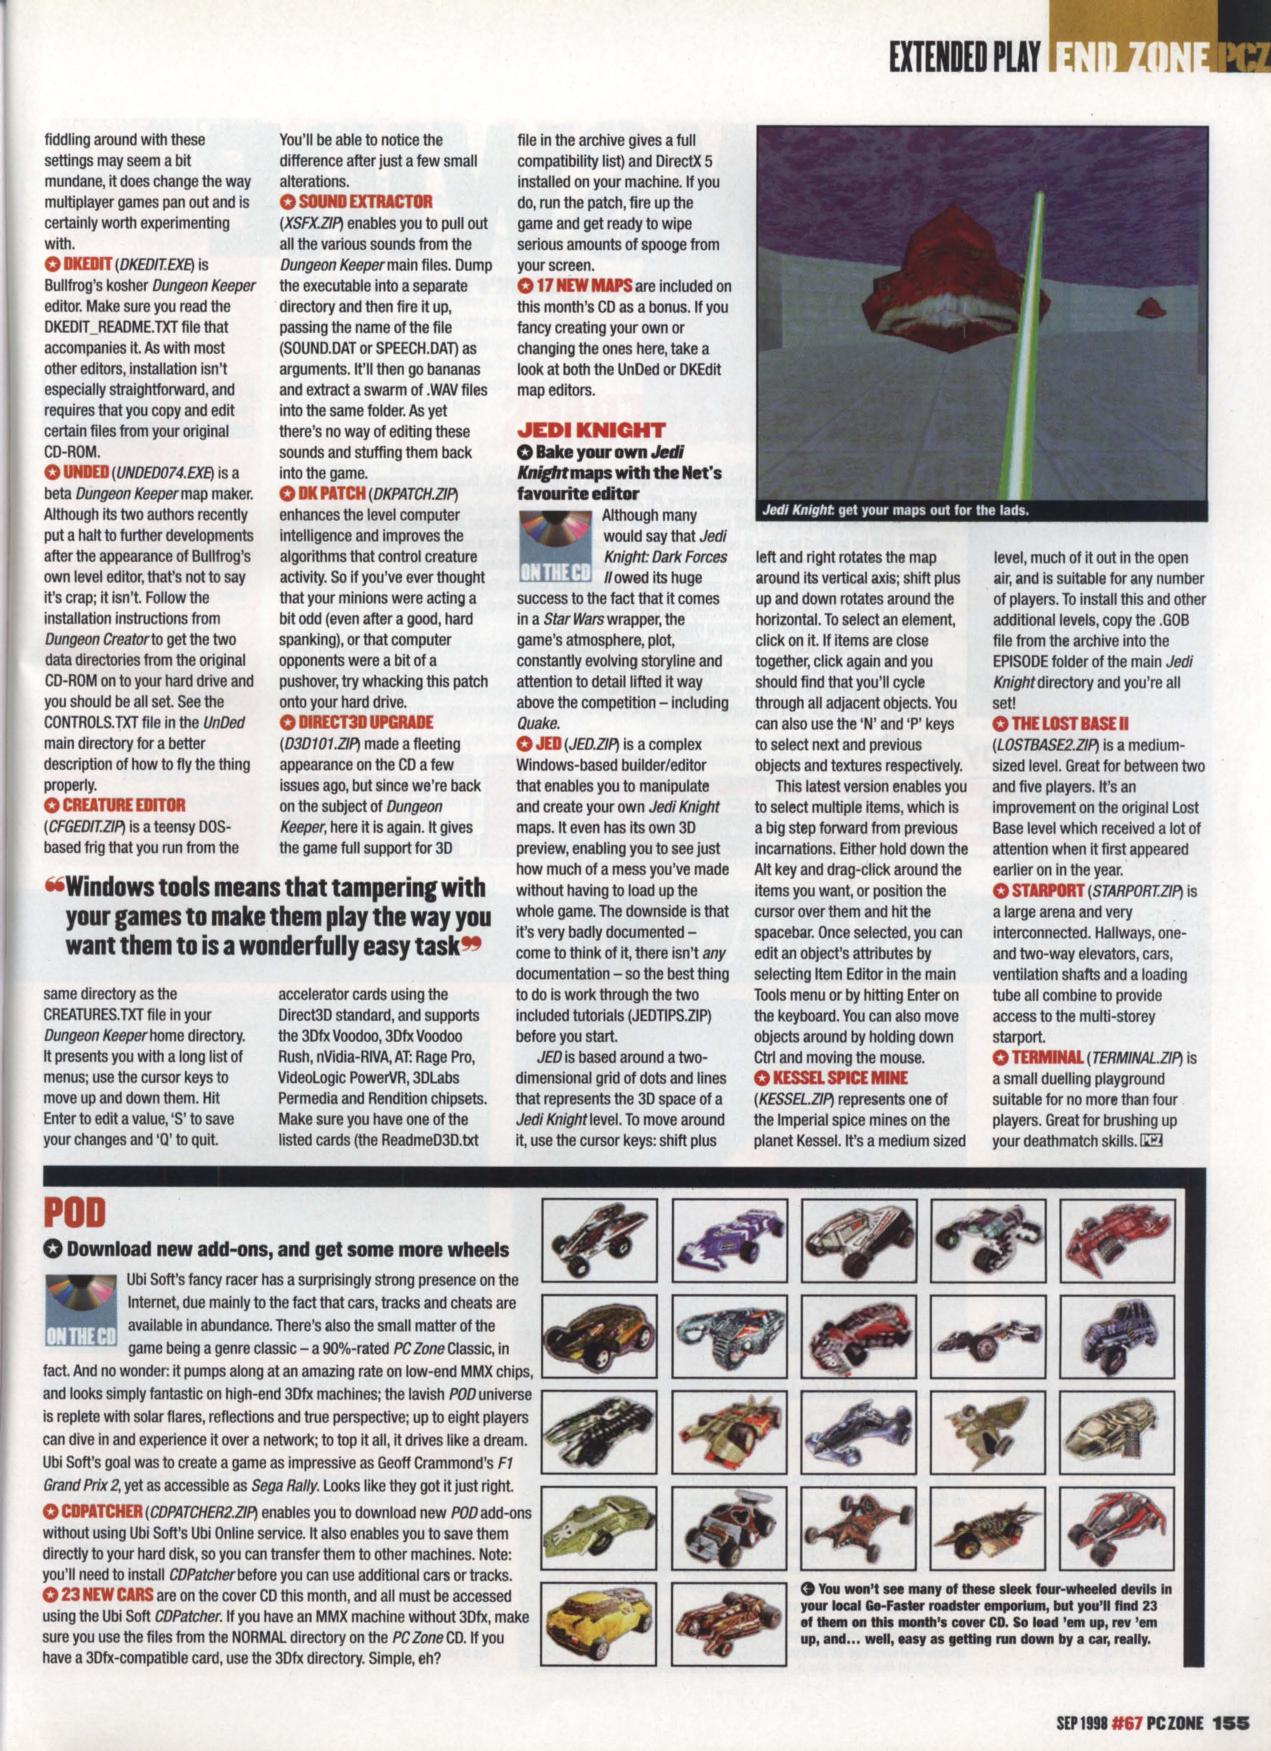 EXTENDED PLAY END ZONE PCZ
fiddling around with these
settings may seem a bit
mundane, it does change the way
multiplayer games pan out and is
certainly worth experimenting
with.
DKEDIT (DKEDIT.EXE) is
Bullfrog's kosher Dungeon Keeper
editor. Make sure you read the
DKEDIT_README.TXT file that
accompanies it. As with most
other editors, installation isn't
especially straightforward, and
requires that you copy and edit
certain files from your original
CD-ROM.
UNDED (UNDED074.EXE) is a
beta Dungeon Keeper map maker.
Although its two authors recently
put a halt to further developments
after the appearance of Bullfrog's
own level editor, that's not to say
it's crap; it isn't. Follow the
installation instructions from
Dungeon Creator to get the two
data directories from the original
CD-ROM on to your hard drive and
you should be all set. See the
CONTROLS.TXT file in the UnDed
main directory for a better
description of how to fly the thing
properly.
CREATURE EDITOR
(CFGEDIT.ZIP) is a teensy DOS-
based frig that you run from the
same directory as the
CREATURES.TXT file in your
Dungeon Keeper home directory.
It presents you with a long list of
menus; use the cursor keys to
move up and down them. Hit
Enter to edit a value, 'S' to save
your changes and 'Q' to quit.
You'll be able to notice the
difference after just a few small
alterations.
SOUND EXTRACTOR
(XSFX.ZIP) enables you to pull out
all the various sounds from the
Dungeon Keeper main files. Dump
the executable into a separate
directory and then fire it up,
passing the name of the file
(SOUND.DAT or SPEECH.DAT) as
arguments. It'll then go bananas
and extract a swarm of .WAV files
into the same folder. As yet
there's no way of editing these
sounds and stuffing them back
into the game.
DK PATCH (DKPATCH.ZIP)
enhances the level computer
intelligence and improves the
algorithms that control creature
activity. So if you've ever thought
that your minions were acting a
bit odd (even after a good, hard
spanking), or that computer
opponents were a bit of a
pushover, try whacking this patch
onto your hard drive.
DIRECT3D UPGRADE
(D3D101.ZIP) made a fleeting
appearance on the CD a few
issues ago, but since we're back
on the subject of Dungeon
Keeper, here it is again. It gives
the game full support for 3D
accelerator cards using the
Direct3D standard, and supports
the 3Dfx Voodoo, 3Dfx Voodoo
Rush, nVidia-RIVA, AT: Rage Pro,
VideoLogic PowerVR, 3DLabs
Permedia and Rendition chipsets.
Make sure you have one of the
listed cards (the ReadmeD3D.txt
“Windows tools means that tampering with
your games to make them play the way you
want them to is a wonderfully easy task”
file in the archive gives a full
compatibility list) and DirectX 5
installed on your machine. If you
do, run the patch, fire up the
game and get ready to wipe
serious amounts of spooge from
your screen.
17 NEW MAPS are included on
this month's CD as a bonus. If you
fancy creating your own or
changing the ones here, take a
look at both the UnDed or DKEdit
map editors.
JEDI KNIGHT
Bake your own Jedi
Knight maps with the Net's
favourite editor
ON THE CD
Although many
would say that Jedi
Knight: Dark Forces
II owed its huge
success to the fact that it comes
in a Star Wars wrapper, the
game's atmosphere, plot,
constantly evolving storyline and
attention to detail lifted it way
above the competition – including
Quake.
JED (JED.ZIP) is a complex
Windows-based builder/editor
that enables you to manipulate
and create your own Jedi Knight
maps. It even has its own 3D
preview, enabling you to see just
how much of a mess you've made
without having to load up the
whole game. The downside is that
it's very badly documented –
come to think of it, there isn't any
documentation – so the best thing
to do is work through the two
included tutorials (JEDTIPS.ZIP)
before you start.
JED is based around a two-
dimensional grid of dots and lines
that represents the 3D space of a
Jedi Knight level. To move around
it, use the cursor keys: shift plus
Jedi Knight: get your maps out for the lads.
left and right rotates the map
around its vertical axis; shift plus
up and down rotates around the
horizontal. To select an element,
click on it. If items are close
together, click again and you
should find that you'll cycle
through all adjacent objects. You
can also use the 'N' and 'P' keys
to select next and previous
objects and textures respectively.
This latest version enables you
to select multiple items, which is
a big step forward from previous
incarnations. Either hold down the
Alt key and drag-click around the
items you want, or position the
cursor over them and hit the
spacebar. Once selected, you can
edit an object's attributes by
selecting Item Editor in the main
Tools menu or by hitting Enter on
the keyboard. You can also move
objects around by holding down
Ctrl and moving the mouse.
KESSEL SPICE MINE
(KESSEL.ZIP) represents one of
the Imperial spice mines on the
planet Kessel. It's a medium sized
level, much of it out in the open
air, and is suitable for any number
of players. To install this and other
additional levels, copy the .GOB
file from the archive into the
EPISODE folder of the main Jedi
Knight directory and you're all
set!
THE LOST BASE II
(LOSTBASE2.ZIP) is a medium-
sized level. Great for between two
and five players. It's an
improvement on the original Lost
Base level which received a lot of
attention when it first appeared
earlier on in the year.
STARPORT (STARPORT.ZIP) is
a large arena and very
interconnected. Hallways, one-
and two-way elevators, cars,
ventilation shafts and a loading
tube all combine to provide
access to the multi-storey
starport.
TERMINAL (TERMINAL.ZIP) is
a small duelling playground
suitable for no more than four
players. Great for brushing up
your deathmatch skills. PCZ
POD
Download new add-ons, and get some more wheels
ON THE CD
Ubi Soft's fancy racer has a surprisingly strong presence on the
Internet, due mainly to the fact that cars, tracks and cheats are
available in abundance. There's also the small matter of the
game being a genre classic – a 90%-rated PC Zone Classic, in
fact. And no wonder: it pumps along at an amazing rate on low-end MMX chips,
and looks simply fantastic on high-end 3Dfx machines; the lavish POD universe
is replete with solar flares, reflections and true perspective; up to eight players
can dive in and experience it over a network; to top it all, it drives like a dream.
Ubi Soft's goal was to create a game as impressive as Geoff Crammond's F1
Grand Prix 2, yet as accessible as Sega Rally. Looks like they got it just right.
CDPATCHER (CDPATCHER2.ZIP) enables you to download new POD add-ons
without using Ubi Soft's Ubi Online service. It also enables you to save them
directly to your hard disk, so you can transfer them to other machines. Note:
you'll need to install CDPatcher before you can use additional cars or tracks.
23 NEW CARS are on the cover CD this month, and all must be accessed
using the Ubi Soft CDPatcher. If you have an MMX machine without 3Dfx, make
sure you use the files from the NORMAL directory on the PC Zone CD. If you
have a 3Dfx-compatible card, use the 3Dfx directory. Simple, eh?
You won't see many of these sleek four-wheeled devils in
your local Go-Faster roadster emporium, but you'll find 23
of them on this month's cover CD. So load 'em up, rev 'em
up, and... well, easy as getting run down by a car, really.
SEP 1998 #67 PC ZONE 155